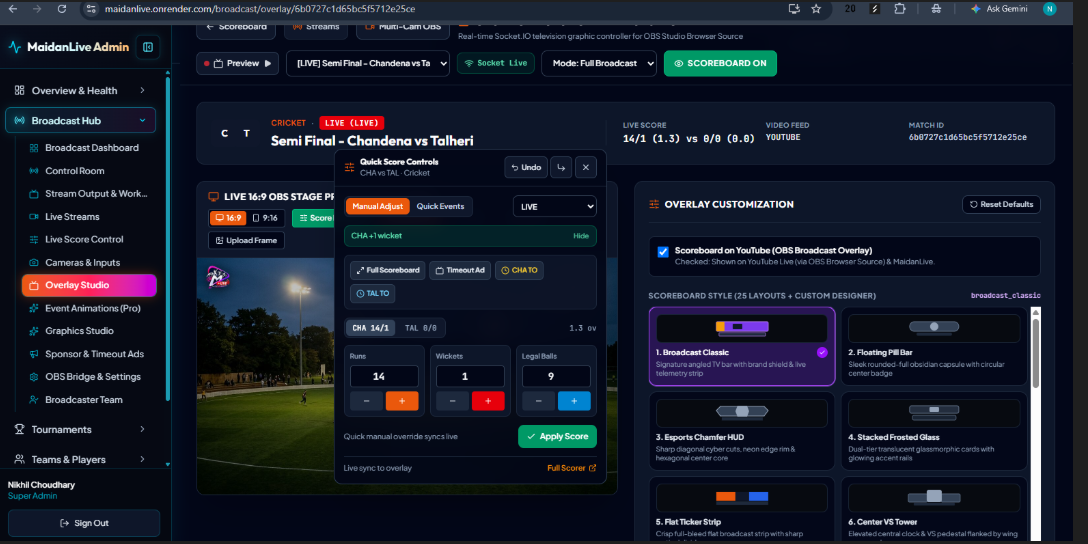 maidanlive.onrender.com/broadcast/overlay/6b0727c1d65bc5f5712e25ce
20
Ask Gemini
N
MaidanLive Admin
Overview & Health
Broadcast Hub
Broadcast Dashboard
Control Room
Stream Output & Work...
Live Streams
Live Score Control
Cameras & Inputs
Overlay Studio
Event Animations (Pro)
Graphics Studio
Sponsor & Timeout Ads
OBS Bridge & Settings
Broadcaster Team
Tournaments
Teams & Players
Nikhil Choudhary
Super Admin
Sign Out
Scoreboard
Streams
Multi-Cam OBS
Real-time Socket.IO television graphic controller for OBS Studio Browser Source
Preview
[LIVE] Semi Final - Chandena vs Ta
Socket Live
Mode: Full Broadcast
SCOREBOARD ON
C T
CRICKET · LIVE (LIVE)
Semi Final - Chandena vs Talheri
LIVE SCORE
14/1 (1.3) vs 0/0 (0.0)
VIDEO FEED
YOUTUBE
MATCH ID
6b0727c1d65bc5f5712e25ce
LIVE 16:9 OBS STAGE PR
16:9
9:16
Score
Upload Frame
Quick Score Controls
CHA vs TAL · Cricket
Undo
Manual Adjust
Quick Events
LIVE
CHA +1 wicket
Hide
Full Scoreboard
Timeout Ad
CHA TO
TAL TO
CHA 14/1
TAL 0/0
1.3 ov
Runs
14
− +
Wickets
1
− +
Legal Balls
9
− +
Quick manual override syncs live
Apply Score
Live sync to overlay
Full Scorer
OVERLAY CUSTOMIZATION
Reset Defaults
Scoreboard on YouTube (OBS Broadcast Overlay)
Checked: Shown on YouTube Live (via OBS Browser Source) & MaidanLive.
SCOREBOARD STYLE (25 LAYOUTS + CUSTOM DESIGNER)
broadcast_classic
1. Broadcast Classic
Signature angled TV bar with brand shield & live
telemetry strip
2. Floating Pill Bar
Sleek rounded-full obsidian capsule with circular
center badge
3. Esports Chamfer HUD
Sharp diagonal cyber cuts, neon edge rim &
hexagonal center core
4. Stacked Frosted Glass
Dual-tier translucent glassmorphic cards with
glowing accent rails
5. Flat Ticker Strip
Crisp full-bleed flat broadcast strip with sharp
6. Center VS Tower
Elevated central clock & VS pedestal flanked by wing